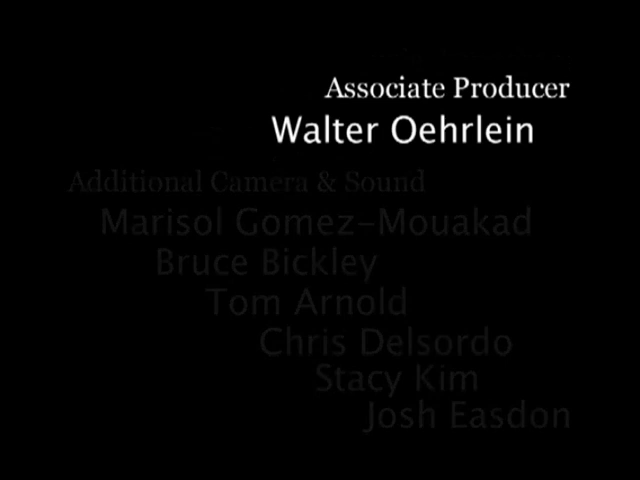 Associate Producer
Walter Oehrlein
Additional Camera & Sound
Marisol Gomez-Mouakad
Bruce Bickley
Tom Arnold
Chris Delsordo
Stacy Kim
Josh Easdon